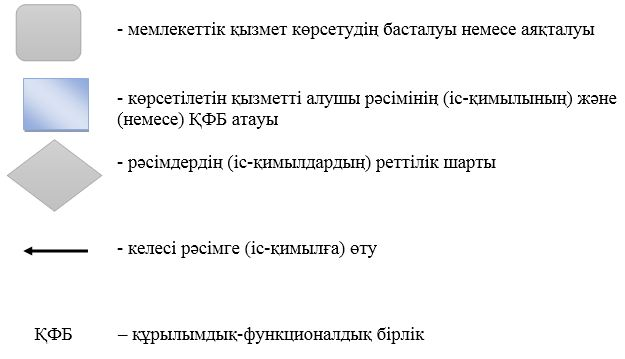 - мемлекеттік қызмет көрсетудің басталуы немесе аяқталуы
- көрсетілетін қызметті алушы рәсімінің (іс-қимылының) және
(немесе) ҚФБ атауы
- рәсімдердің (іс-қимылдардың) реттілік шарты
- келесі рәсімге (іс-қимылға) өту
ҚФБ – құрылымдық-функционалдық бірлік